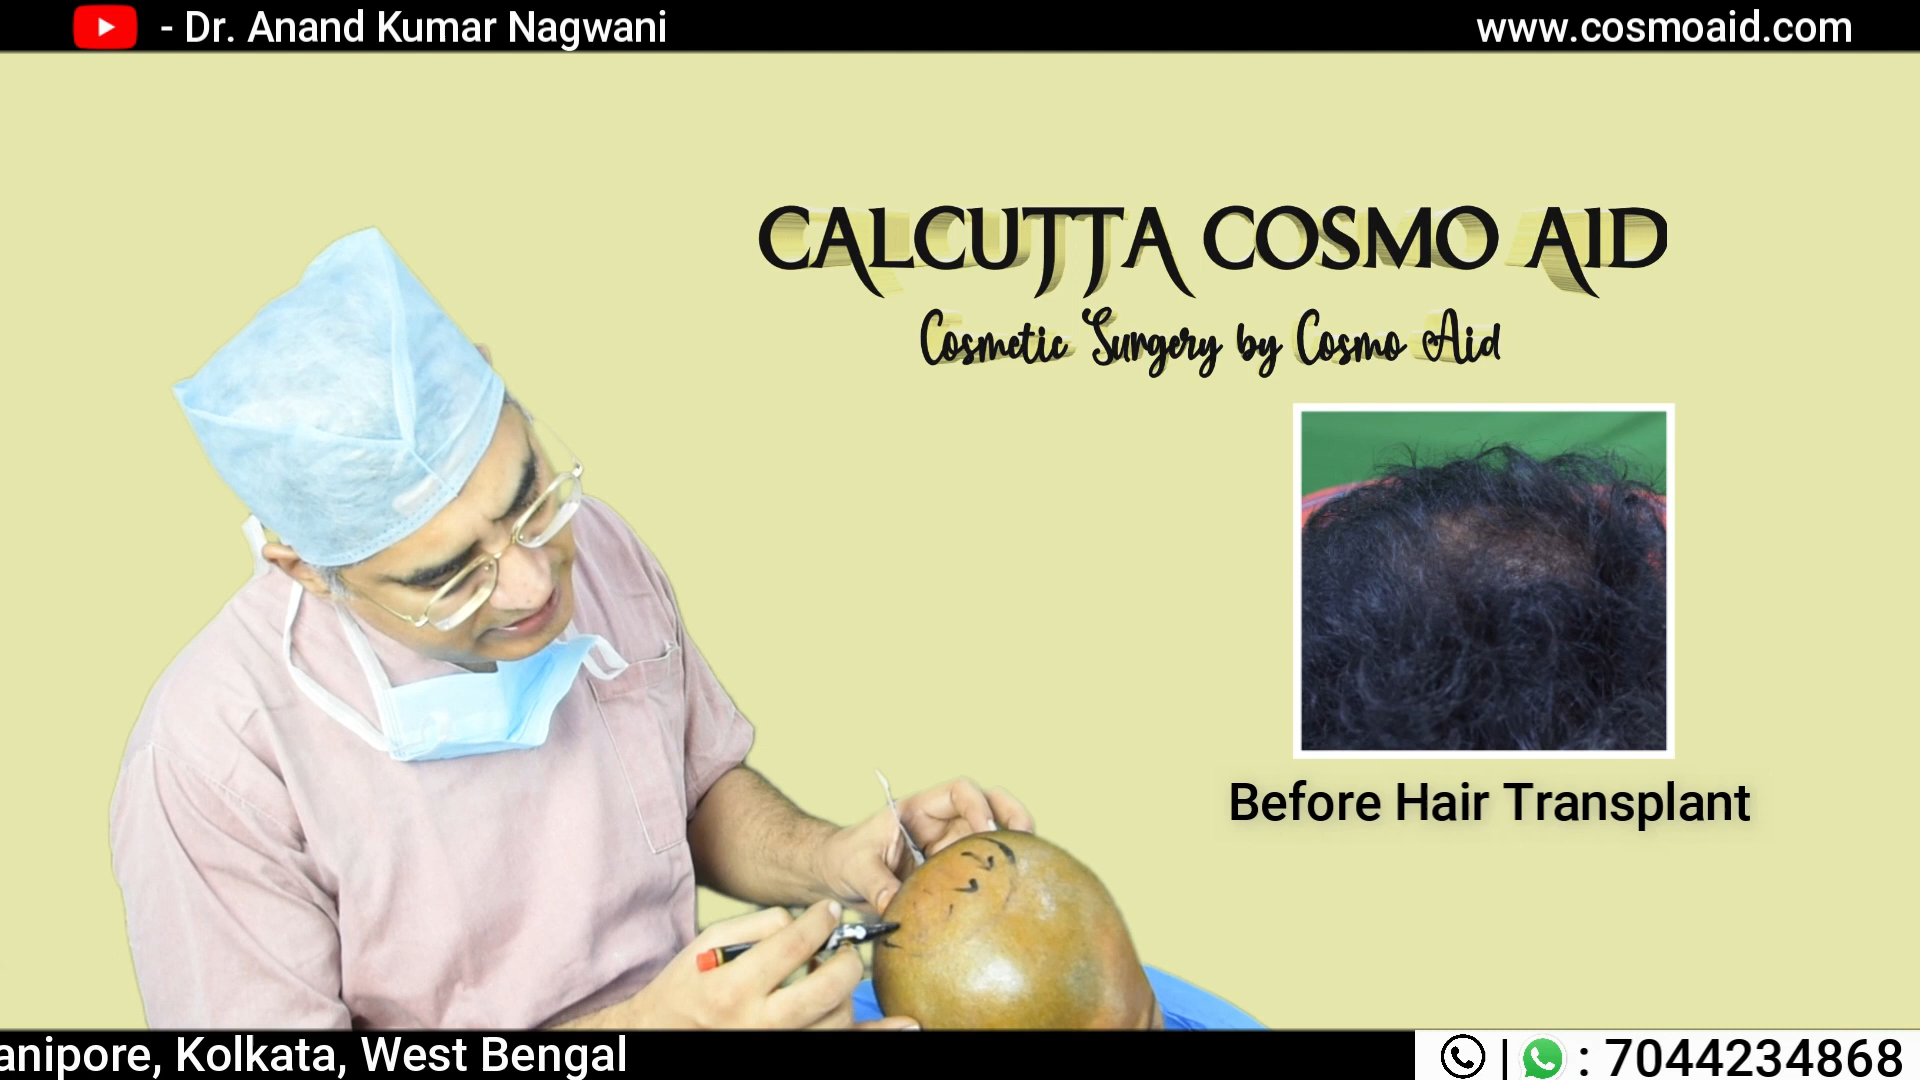 - Dr. Anand Kumar Nagwani
www.cosmoaid.com
CALCUTTA COSMO AID
Cosmetic Surgery by Cosmo Aid
Before Hair Transplant
anipore, Kolkata, West Bengal
| : 7044234868